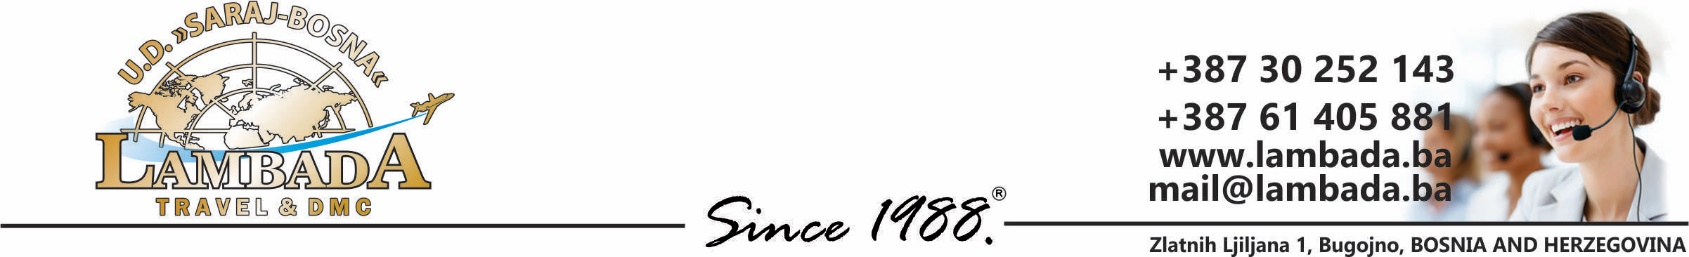 U.D. »SARAJ-BOSNA«
LAMBADA
TRAVEL & DMC
Since 1988.®
+387 30 252 143
+387 61 405 881
www.lambada.ba
mail@lambada.ba
Zlatnih Ljiljana 1, Bugojno, BOSNIA AND HERZEGOVINA